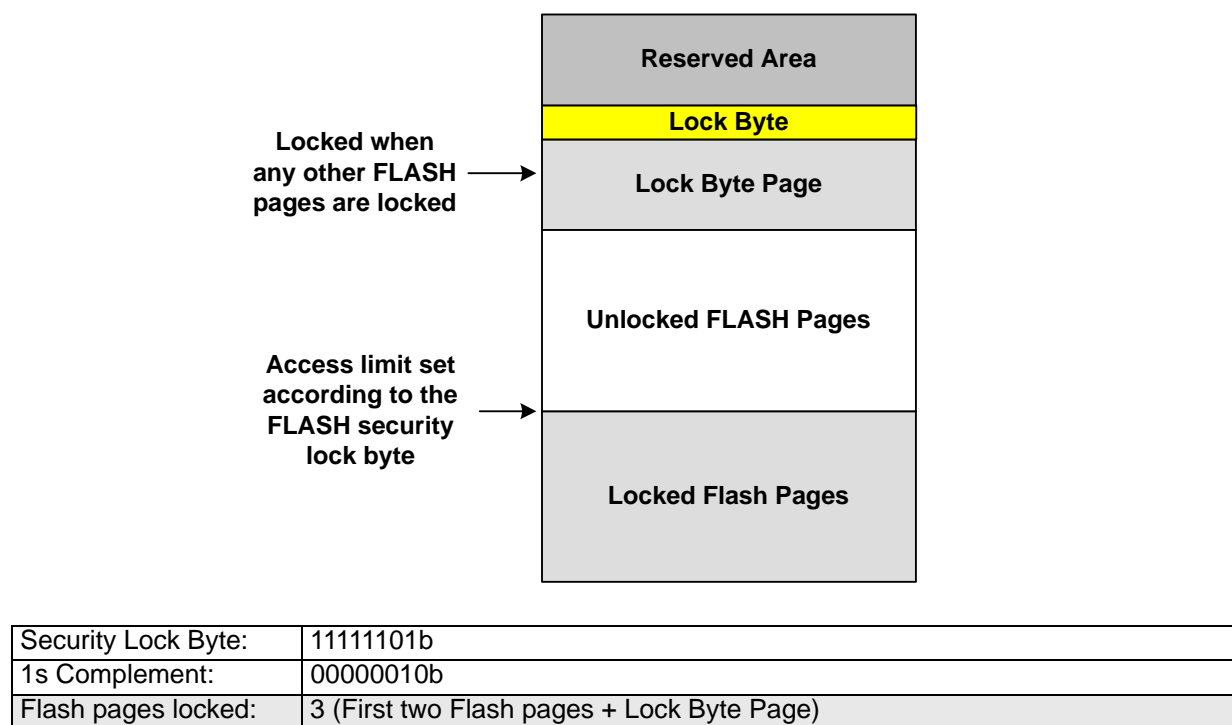 Reserved Area
Lock Byte
Locked when
any other FLASH
pages are locked
Lock Byte Page
Unlocked FLASH Pages
Access limit set
according to the
FLASH security
lock byte
Locked Flash Pages
Security Lock Byte: 11111101b
1s Complement: 00000010b
Flash pages locked: 3 (First two Flash pages + Lock Byte Page)